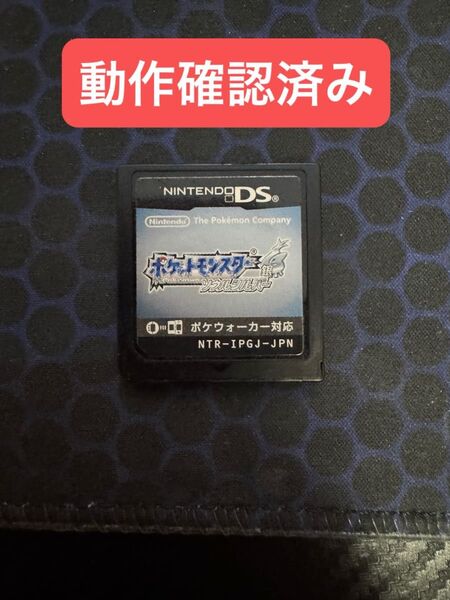 動作確認済み
NINTENDO DS®
Nintendo® The Pokémon Company
ポケットモンスター®
ソウルシルバー
ポケウォーカー対応
NTR-IPGJ-JPN